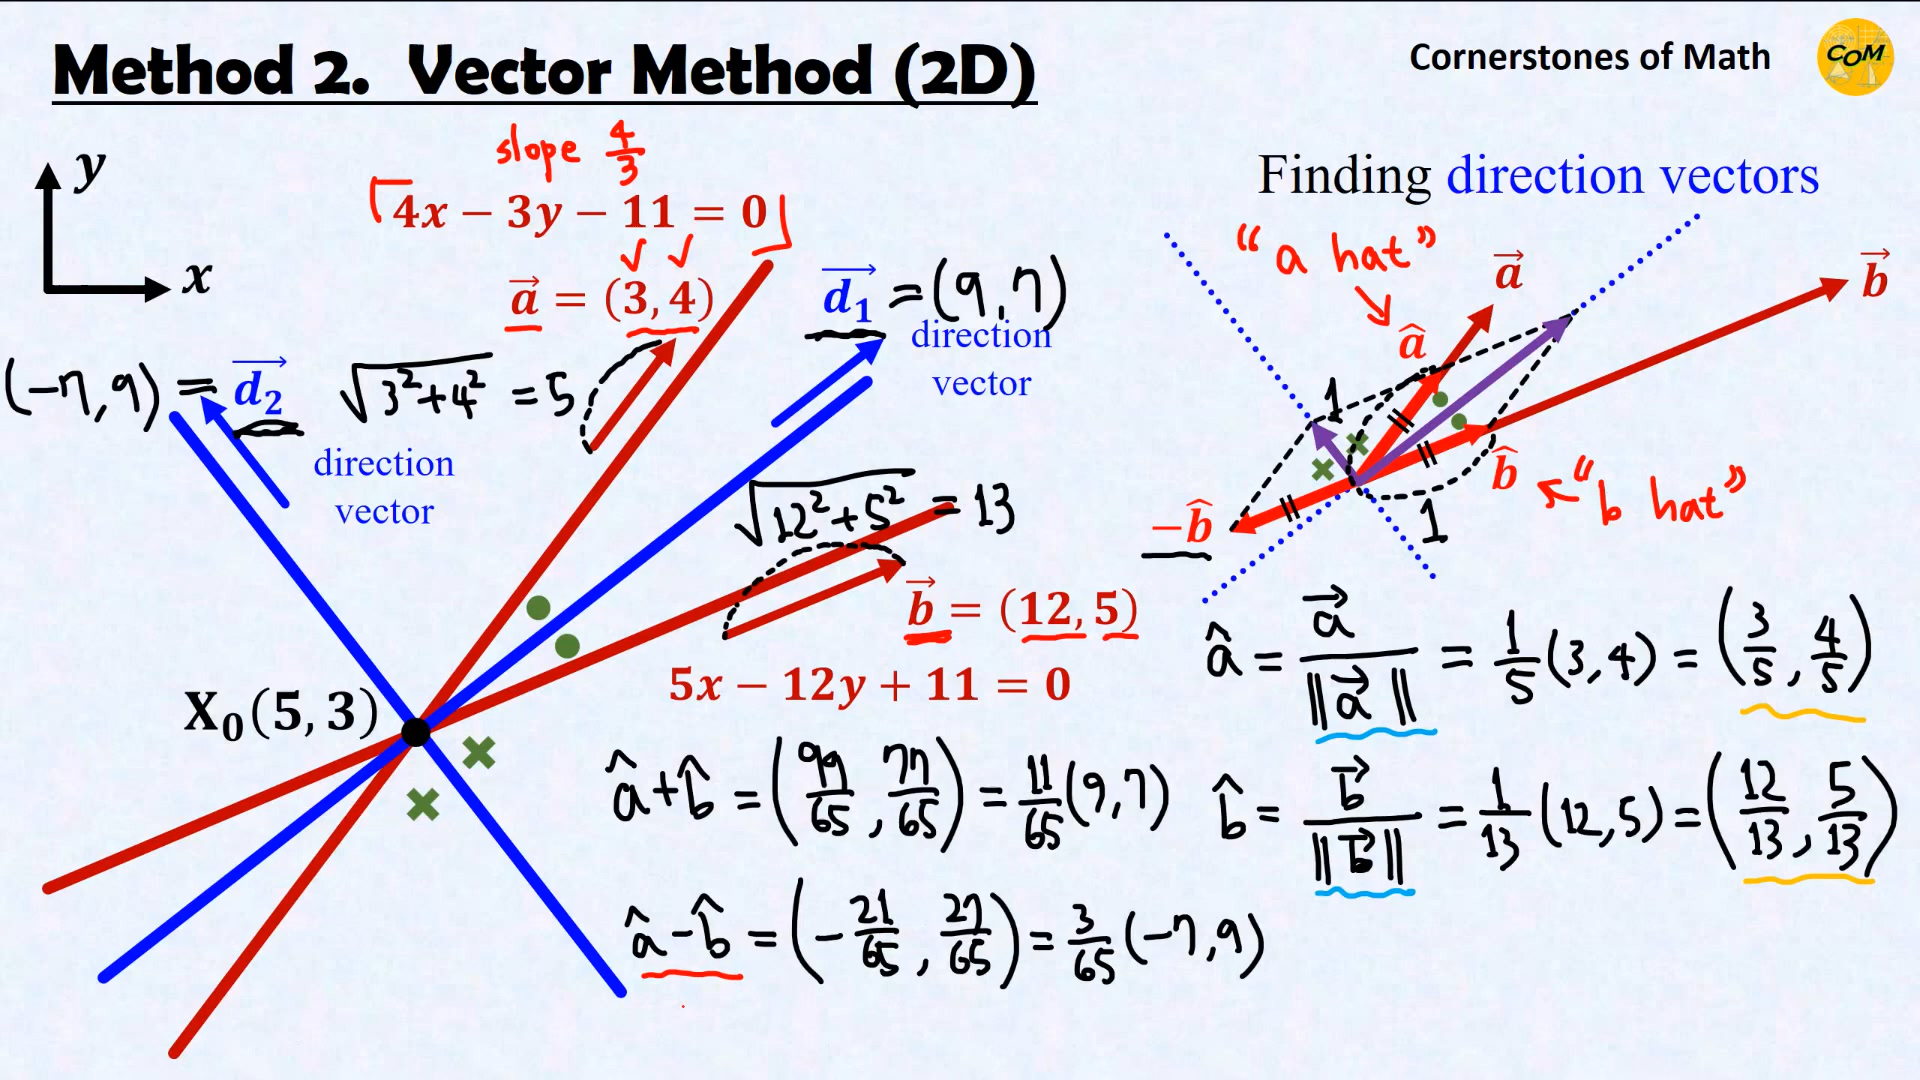 Method 2. Vector Method (2D)
Cornerstones of Math
CoM
y
x
slope 4/3
4x − 3y − 11 = 0
a⃗ = (3, 4)
√(3²+4²) = 5
d₁⃗ = (9, 7)
direction
vector
(−7, 9) = d₂⃗
direction
vector
√(12²+5²) = 13
b⃗ = (12, 5)
5x − 12y + 11 = 0
X₀(5, 3)
Finding direction vectors
"a hat"
a⃗
b⃗
â
1
b̂
"b hat"
−b̂
1
â = a⃗/‖a⃗‖ = 1/5 (3, 4) = (3/5, 4/5)
b̂ = b⃗/‖b⃗‖ = 1/13 (12, 5) = (12/13, 5/13)
â + b̂ = (99/65, 77/65) = 11/65 (9, 7)
â − b̂ = (−21/65, 27/65) = 3/65 (−7, 9)